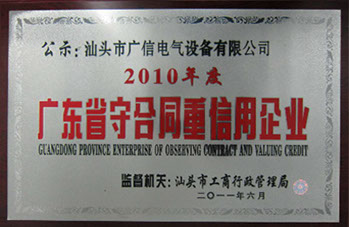 公示：汕头市广信电气设备有限公司
2010年度
广东省守合同重信用企业
GUANGDONG PROVINCE ENTERPRISE OF OBSERVING CONTRACT AND VALUING CREDIT
监督机关：汕头市工商行政管理局
二〇一一年六月